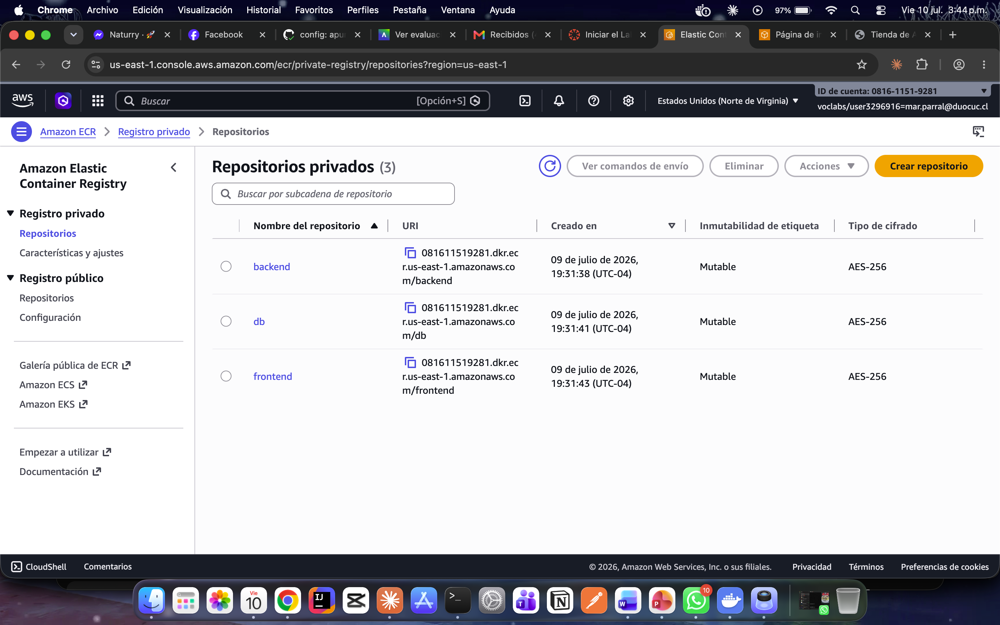 Chrome Archivo Edición Visualización Historial Favoritos Perfiles Pestaña Ventana Ayuda 97% Vie 10 jul. 3:44 p.m.
Naturry · 🚀 Facebook config: apu Ver evaluac Recibidos ( Iniciar el La Elastic Cont Página de in Tienda de A
us-east-1.console.aws.amazon.com/ecr/private-registry/repositories?region=us-east-1
aws Buscar [Opción+S] Estados Unidos (Norte de Virginia) ID de cuenta: 0816-1151-9281
voclabs/user3296916=mar.parral@duocuc.cl
Amazon ECR Registro privado Repositorios
Amazon Elastic
Container Registry
Registro privado
Repositorios
Características y ajustes
Registro público
Repositorios
Configuración
Galería pública de ECR
Amazon ECS
Amazon EKS
Empezar a utilizar
Documentación
Repositorios privados (3)
Ver comandos de envío Eliminar Acciones Crear repositorio
Buscar por subcadena de repositorio
Nombre del repositorio URI Creado en Inmutabilidad de etiqueta Tipo de cifrado
backend
081611519281.dkr.ec
r.us-east-1.amazonaws.co
m/backend
09 de julio de 2026,
19:31:38 (UTC-04)
Mutable
AES-256
db
081611519281.dkr.ec
r.us-east-1.amazonaws.co
m/db
09 de julio de 2026,
19:31:41 (UTC-04)
Mutable
AES-256
frontend
081611519281.dkr.ec
r.us-east-1.amazonaws.co
m/frontend
09 de julio de 2026,
19:31:43 (UTC-04)
Mutable
AES-256
CloudShell Comentarios © 2026, Amazon Web Services, Inc. o sus filiales. Privacidad Términos Preferencias de cookies
Vie
10
IJ
>_
T
N
W
P
10